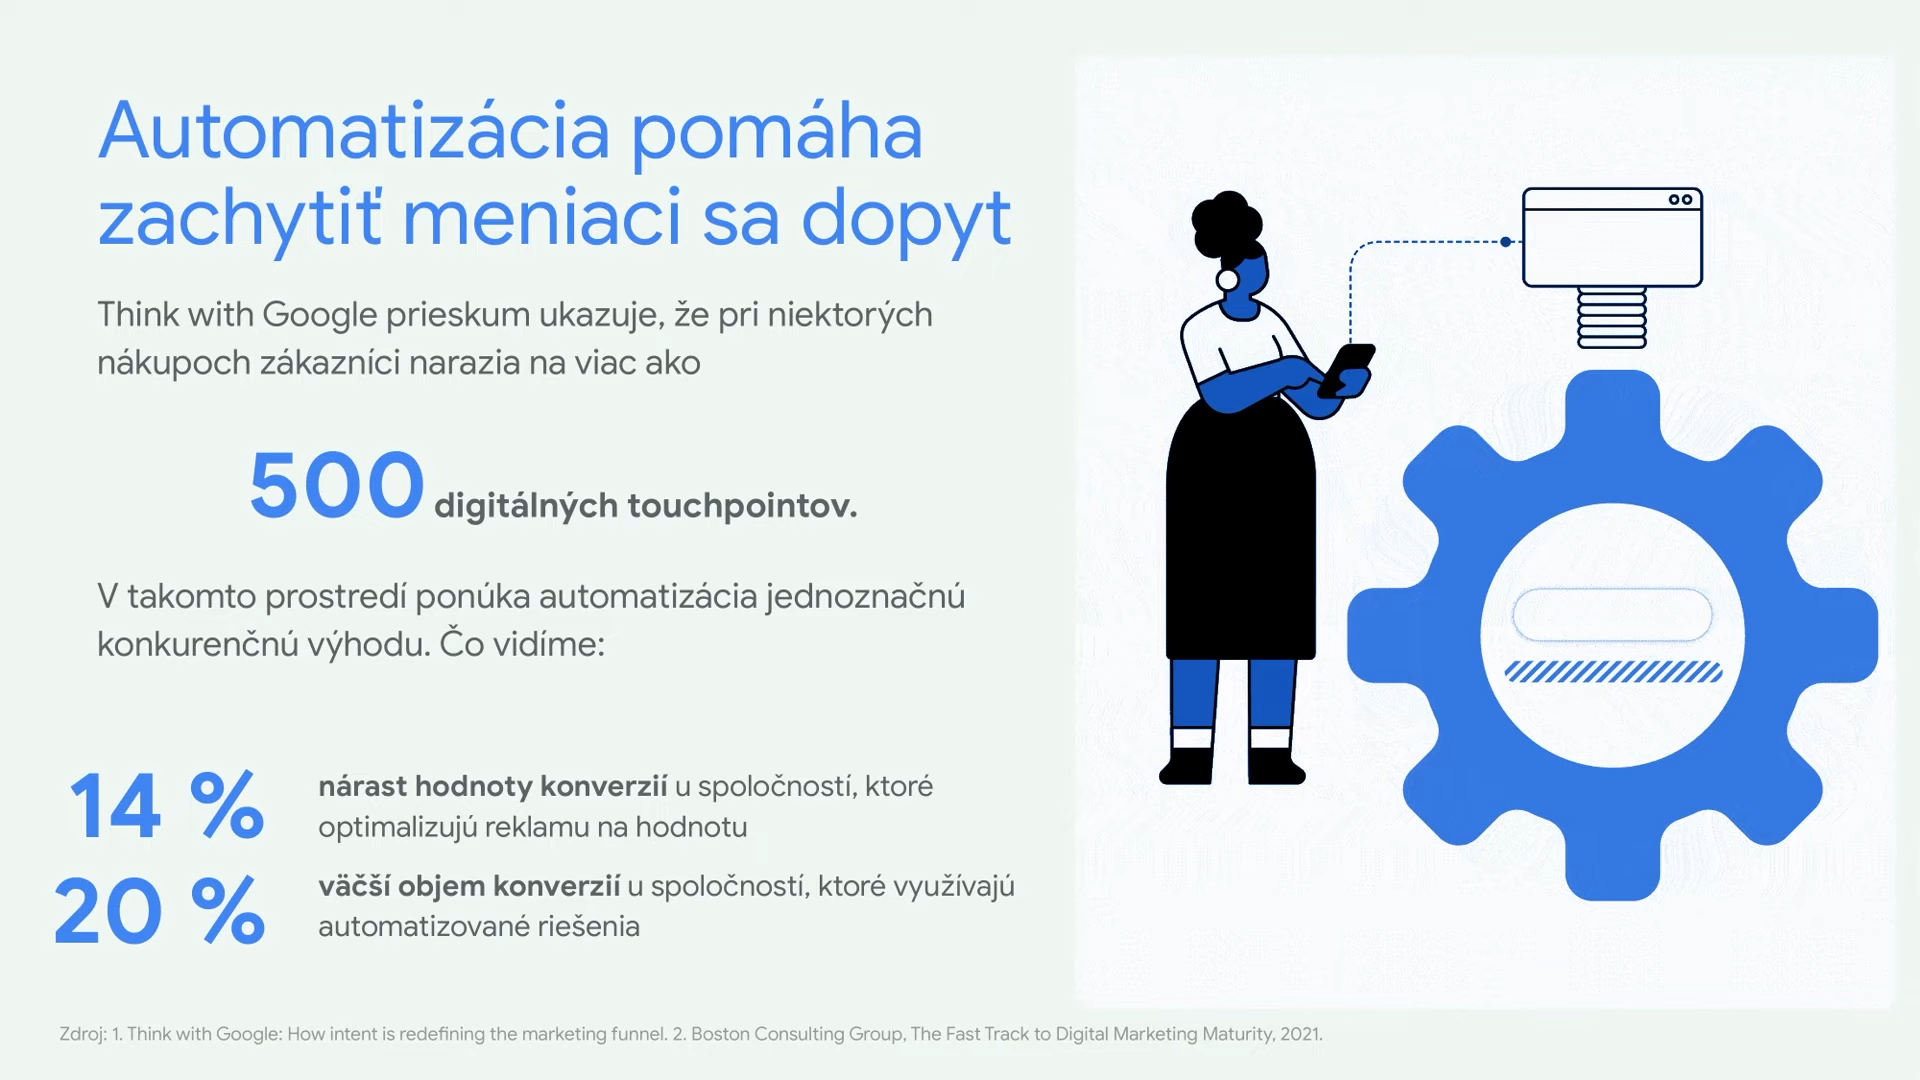 Automatizácia pomáha
zachytiť meniaci sa dopyt
Think with Google prieskum ukazuje, že pri niektorých
nákupoch zákazníci narazia na viac ako
500 digitálných touchpointov.
V takomto prostredí ponúka automatizácia jednoznačnú
konkurenčnú výhodu. Čo vidíme:
14 %
nárast hodnoty konverzií u spoločností, ktoré
optimalizujú reklamu na hodnotu
20 %
väčší objem konverzií u spoločností, ktoré využívajú
automatizované riešenia
Zdroj: 1. Think with Google: How intent is redefining the marketing funnel. 2. Boston Consulting Group, The Fast Track to Digital Marketing Maturity, 2021.